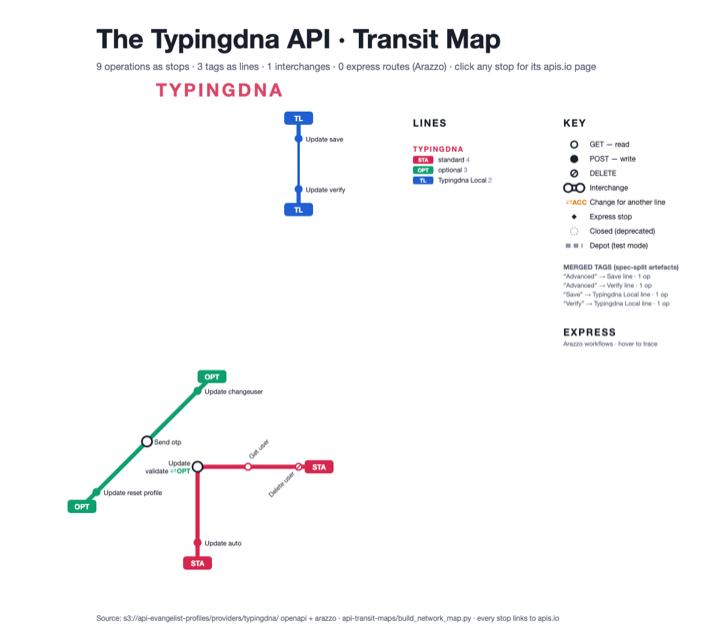 The Typingdna API · Transit Map
9 operations as stops · 3 tags as lines · 1 interchanges · 0 express routes (Arazzo) · click any stop for its apis.io page
TYPINGDNA
TL
Update save
Update verify
TL
LINES
TYPINGDNA
STA standard 4
OPT optional 3
TL Typingdna Local 2
KEY
GET — read
POST — write
DELETE
Interchange
⇄ACC Change for another line
Express stop
Closed (deprecated)
Depot (test mode)
MERGED TAGS (spec-split artefacts)
"Advanced" → Save line · 1 op
"Advanced" → Verify line · 1 op
"Save" → Typingdna Local line · 1 op
"Verify" → Typingdna Local line · 1 op
EXPRESS
Arazzo workflows · hover to trace
OPT
Update changeuser
Send otp
Update
validate ⇄OPT
Get user
Delete user
STA
Update reset profile
OPT
Update auto
STA
Source: s3://api-evangelist-profiles/providers/typingdna/ openapi + arazzo · api-transit-maps/build_network_map.py · every stop links to apis.io